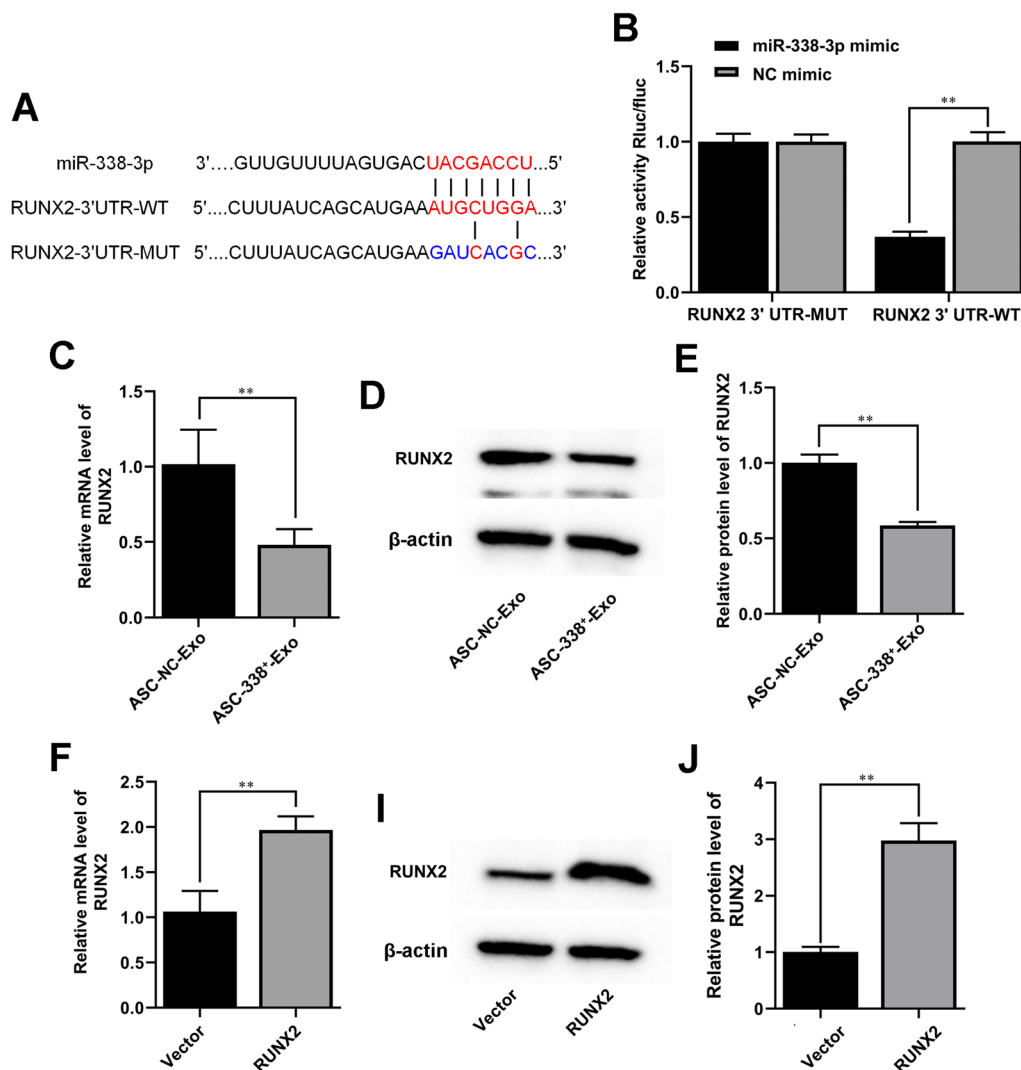 A
miR-338-3p 3'....GUUGUUUUAGUGACUACGACCU...5'
RUNX2-3'UTR-WT 5'....CUUUAUCAGCAUGAAAUGCUGGA...3'
RUNX2-3'UTR-MUT 5'....CUUUAUCAGCAUGAAGAUCACGC...3'
B
miR-338-3p mimic
NC mimic
Relative activity Rluc/fluc
1.5
1.0
0.5
0.0
**
RUNX2 3' UTR-MUT
RUNX2 3' UTR-WT
C
Relative mRNA level of
RUNX2
1.5
1.0
0.5
0.0
**
ASC-NC-Exo
ASC-338⁺-Exo
D
RUNX2
β-actin
ASC-NC-Exo
ASC-338⁺-Exo
E
Relative protein level of RUNX2
1.5
1.0
0.5
0.0
**
ASC-NC-Exo
ASC-338⁺-Exo
F
Relative mRNA level of
RUNX2
2.5
2.0
1.5
1.0
0.5
0.0
**
Vector
RUNX2
I
RUNX2
β-actin
Vector
RUNX2
J
Relative protein level of
RUNX2
4
3
2
1
0
**
Vector
RUNX2